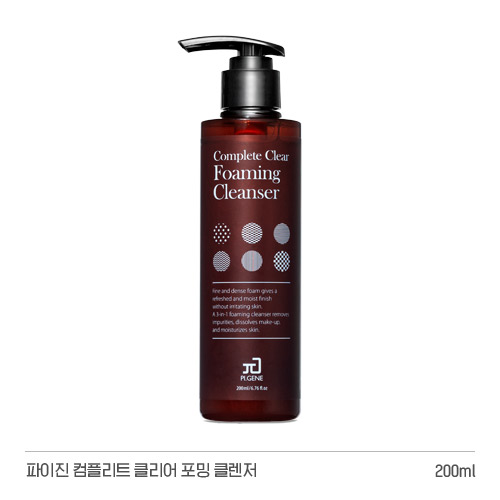 Complete Clear
Foaming
Cleanser
Fine and dense foam gives a
refreshed and moist finish
without irritating skin.
A 3-in-1 foaming cleanser removes
impurities, dissolves make-up,
and moisturizes skin.
PI.GENE
200ml/6.76 fl.oz
파이진 컴플리트 클리어 포밍 클렌저 200ml